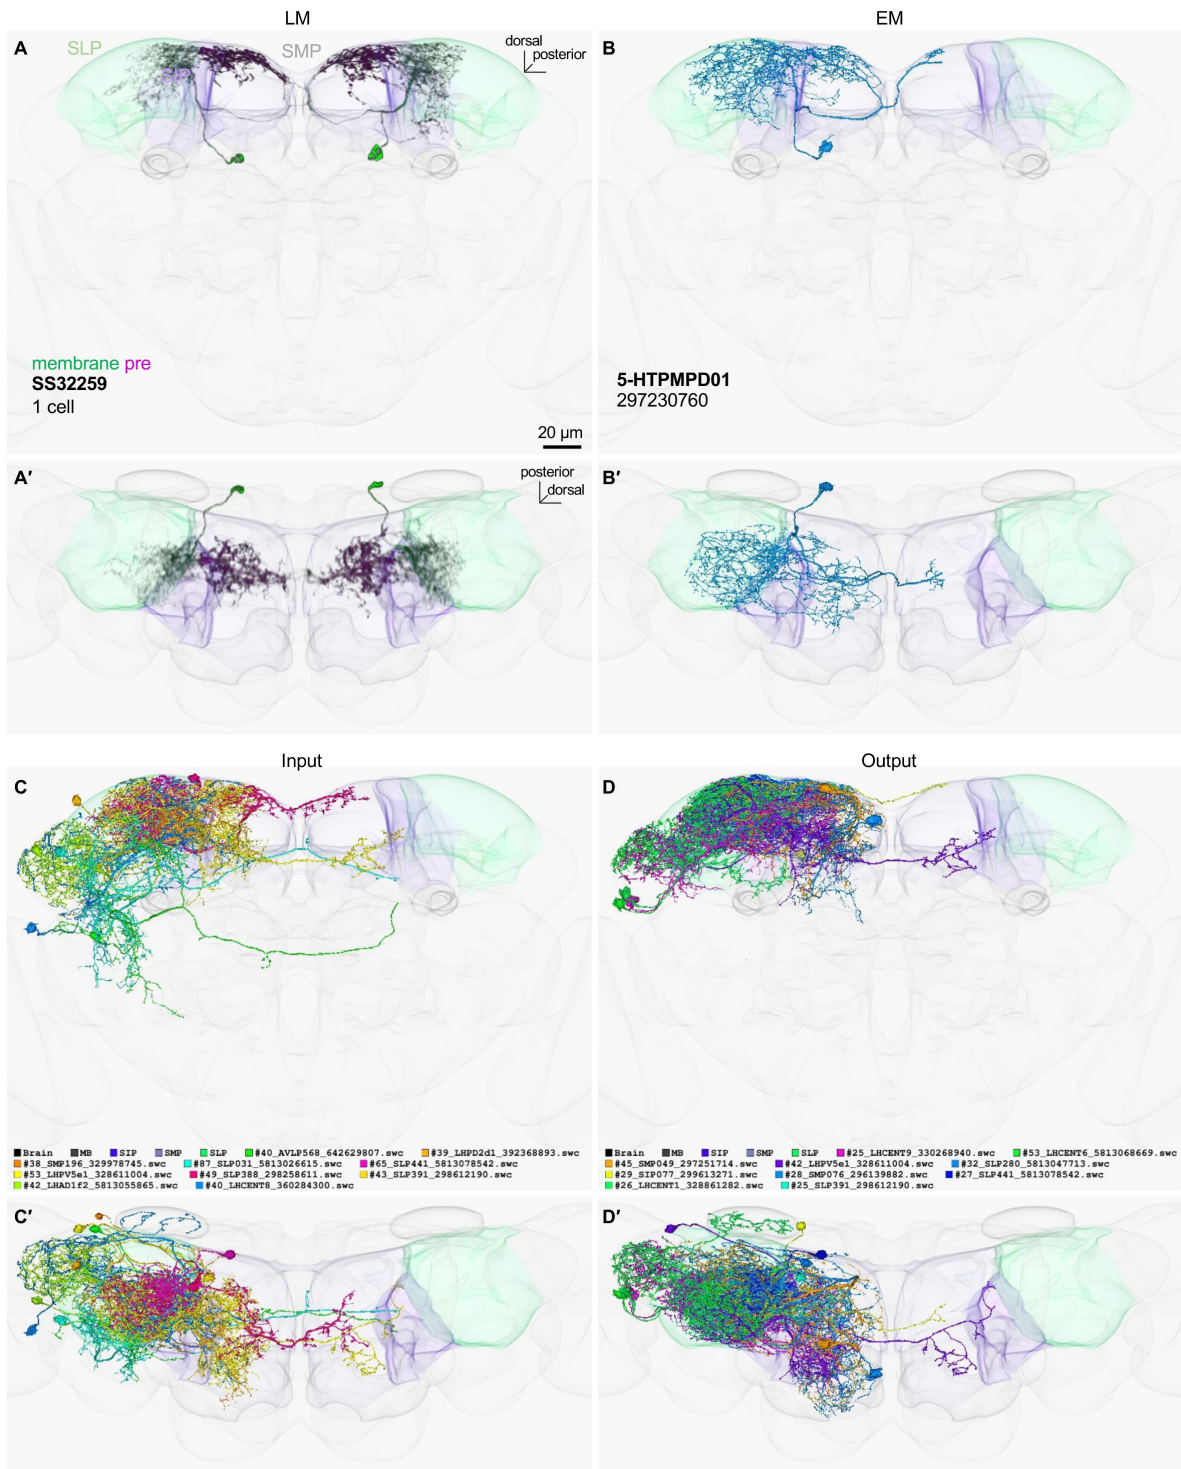 LM
EM
A
SLP
SMP
SIP
dorsal
posterior
B
membrane pre
SS32259
1 cell
20 µm
5-HTPMPD01
297230760
A′
posterior
dorsal
B′
Input
Output
C
D
Brain MB SIP SMP SLP #40_AVLP568_642629807.swc #39_LHPD2d1_392368893.swc
#38_SMP196_329978745.swc #87_SLP031_5813026615.swc #65_SLP441_5813078542.swc
#53_LHPV5e1_328611004.swc #49_SLP388_298258611.swc #43_SLP391_298612190.swc
#42_LHAD1f2_5813055865.swc #40_LHCENT8_360284300.swc
Brain MB SIP SMP SLP #25_LHCENT9_330268940.swc #53_LHCENT6_5813068669.swc
#45_SMP049_297251714.swc #42_LHPV5e1_328611004.swc #32_SLP280_5813047713.swc
#29_SIP077_299613271.swc #28_SMP076_296139882.swc #27_SLP441_5813078542.swc
#26_LHCENT1_328861282.swc #25_SLP391_298612190.swc
C′
D′